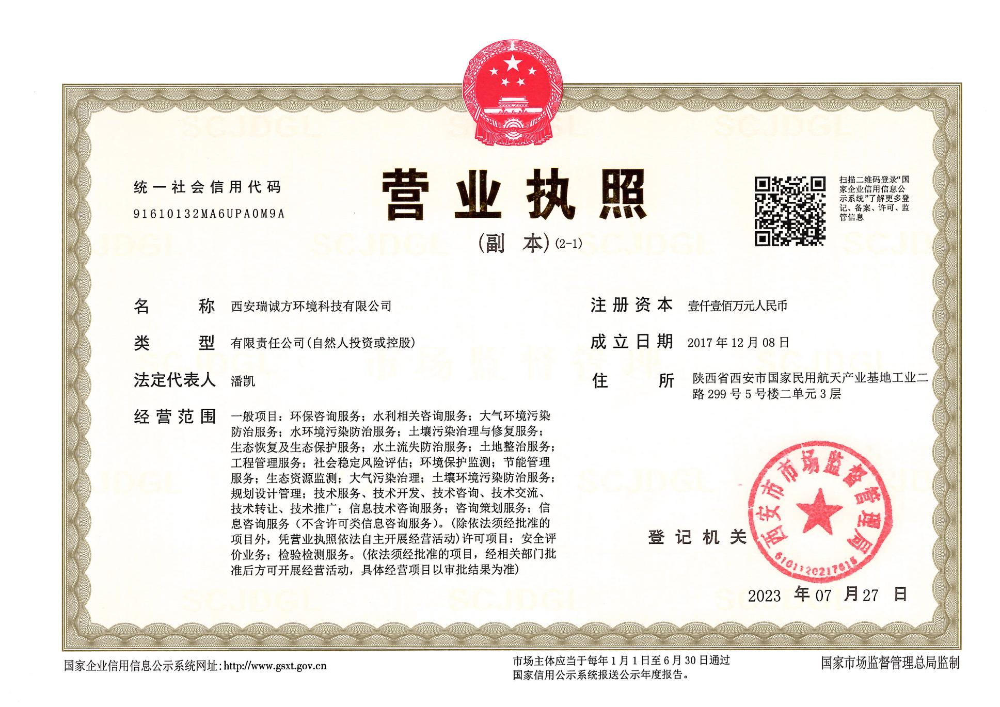 统一社会信用代码
91610132MA6UPA0M9A
营业执照
(副 本)(2-1)
扫描二维码登录“国
家企业信用信息公
示系统”了解更多登
记、备案、许可、监
管信息
名 称 西安瑞诚方环境科技有限公司
类 型 有限责任公司(自然人投资或控股)
法定代表人 潘凯
经营范围 一般项目：环保咨询服务；水利相关咨询服务；大气环境污染
防治服务；水环境污染防治服务；土壤污染治理与修复服务；
生态恢复及生态保护服务；水土流失防治服务；土地整治服务；
工程管理服务；社会稳定风险评估；环境保护监测；节能管理
服务；生态资源监测；大气污染治理；土壤环境污染防治服务；
规划设计管理；技术服务、技术开发、技术咨询、技术交流、
技术转让、技术推广；信息技术咨询服务；咨询策划服务；信
息咨询服务（不含许可类信息咨询服务）。(除依法须经批准的
项目外，凭营业执照依法自主开展经营活动)许可项目：安全评
价业务；检验检测服务。(依法须经批准的项目，经相关部门批
准后方可开展经营活动，具体经营项目以审批结果为准)
注册资本 壹仟壹佰万元人民币
成立日期 2017年12月08日
住 所 陕西省西安市国家民用航天产业基地工业二
路299号5号楼二单元3层
登记机关
西安市市场监督管理局
6101120217615
2023 年07 月27 日
国家企业信用信息公示系统网址:http://www.gsxt.gov.cn
市场主体应当于每年1月1日至6月30日通过
国家信用公示系统报送公示年度报告。
国家市场监督管理总局监制
SCJDGL
市场监督管理